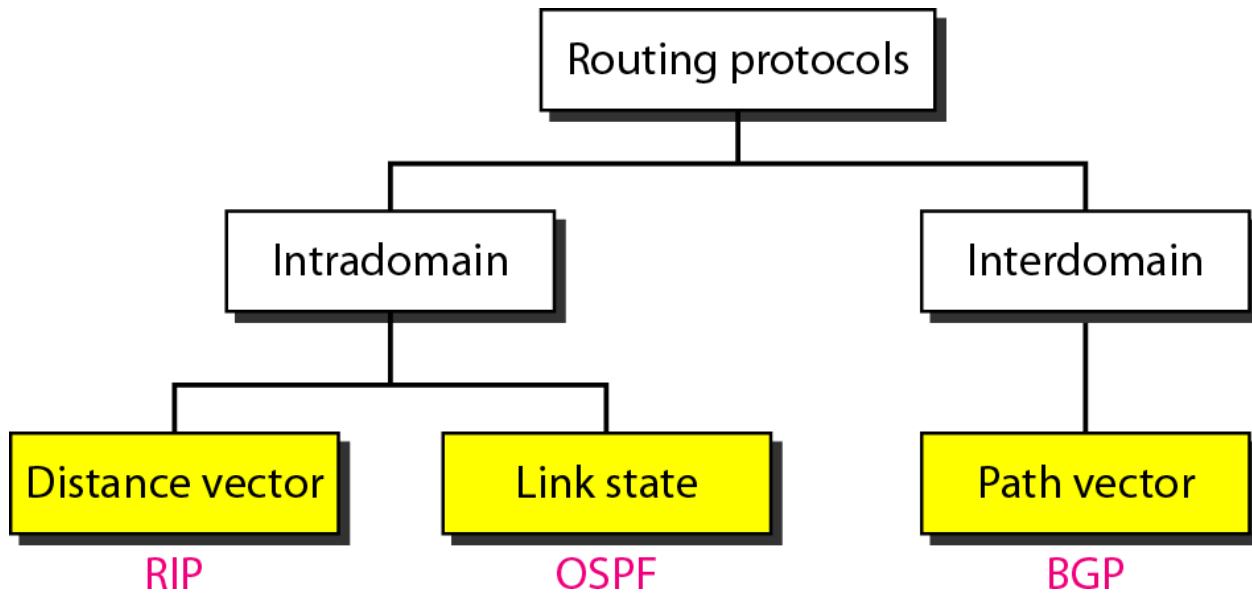 Routing protocols
Intradomain
Interdomain
Distance vector
Link state
Path vector
RIP
OSPF
BGP